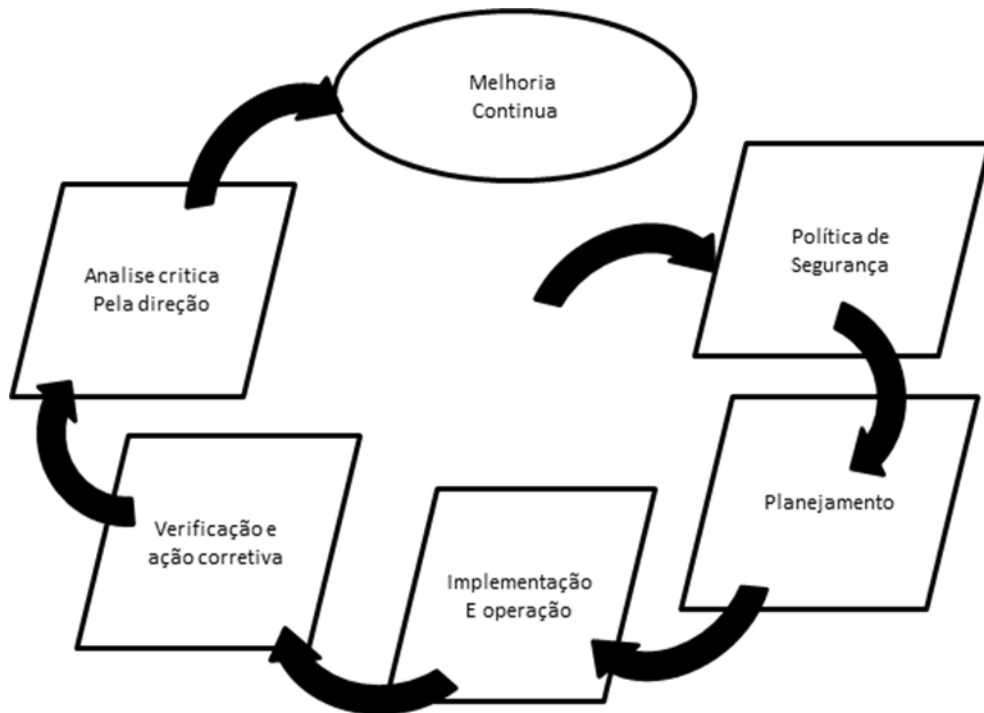 Melhoria
Continua
Política de
Segurança
Planejamento
Implementação
E operação
Verificação e
ação corretiva
Analise critica
Pela direção